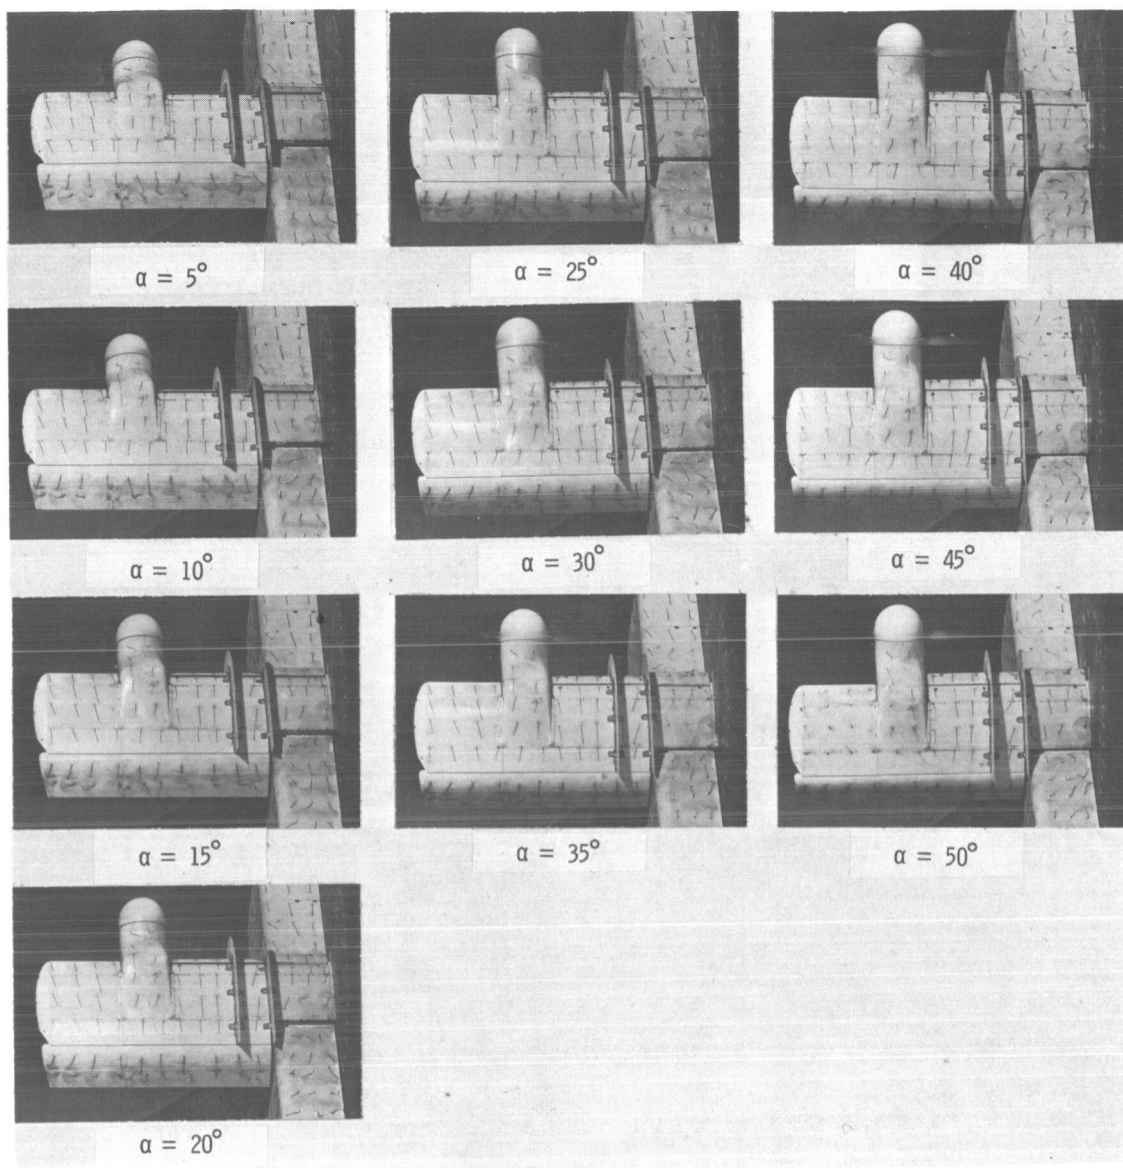 α = 5°
α = 25°
α = 40°
α = 10°
α = 30°
α = 45°
α = 15°
α = 35°
α = 50°
α = 20°